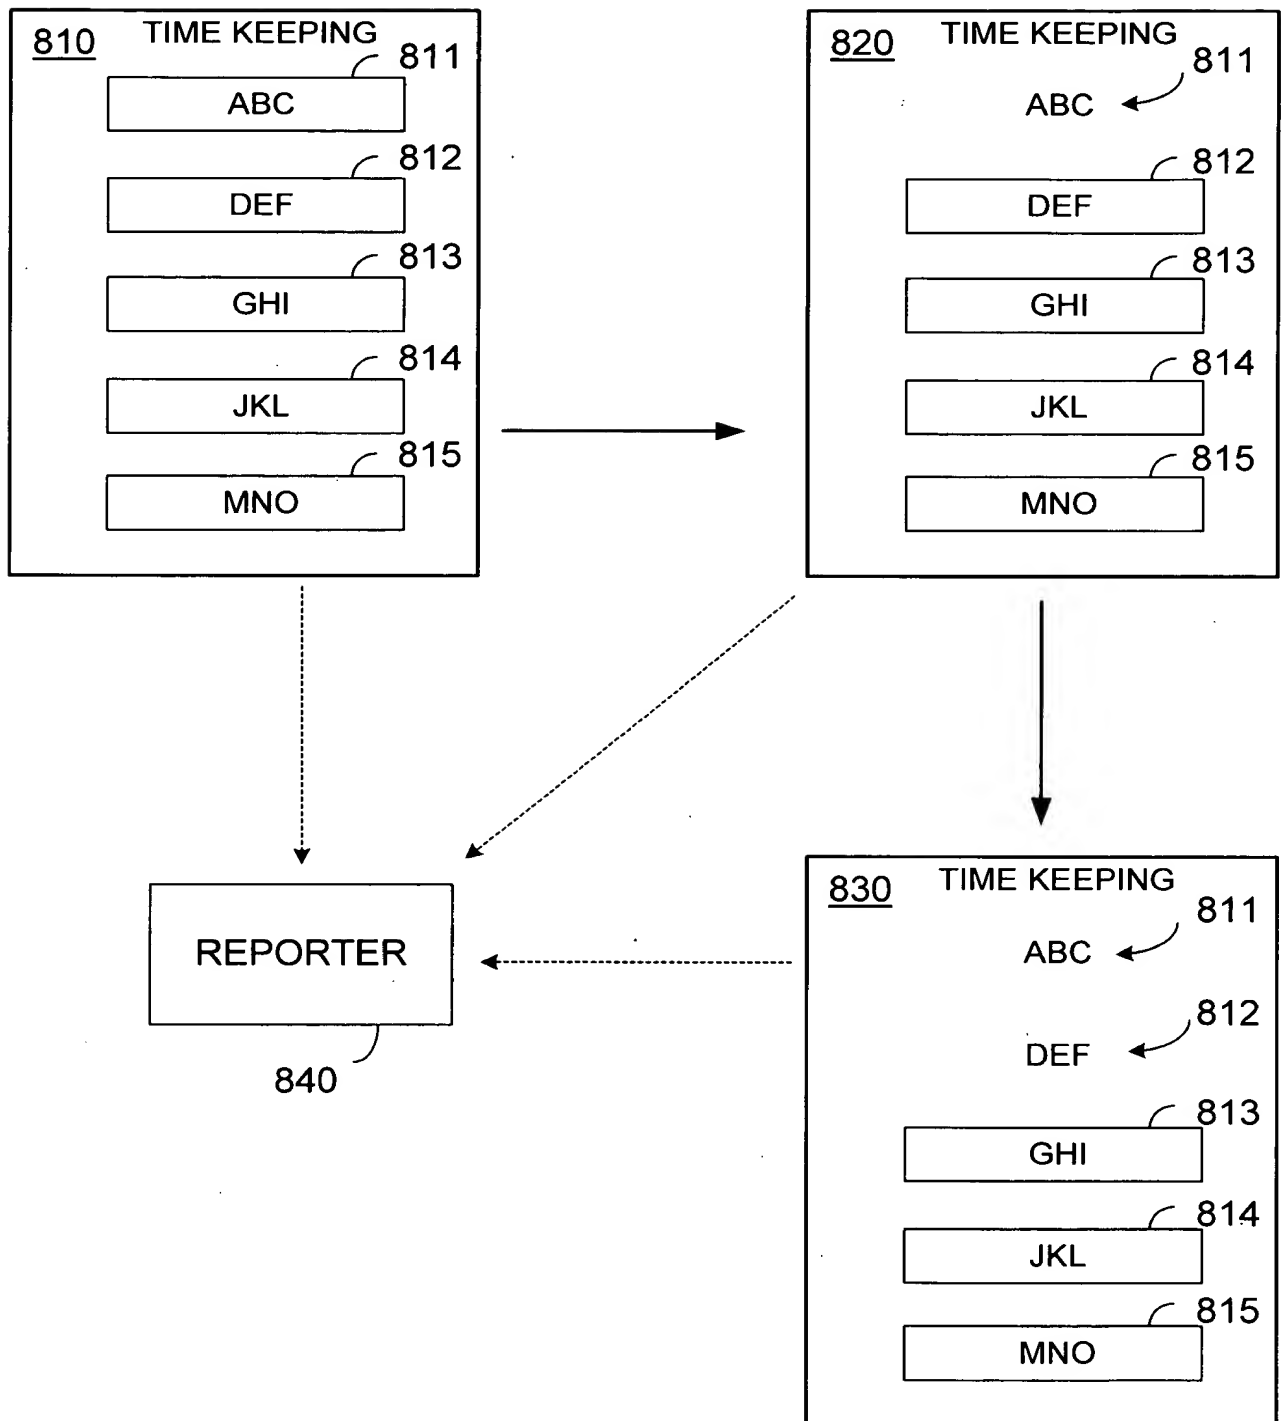 810 TIME KEEPING
811
ABC
812
DEF
813
GHI
814
JKL
815
MNO
820 TIME KEEPING
811
ABC
812
DEF
813
GHI
814
JKL
815
MNO
REPORTER
840
830 TIME KEEPING
811
ABC
812
DEF
813
GHI
814
JKL
815
MNO